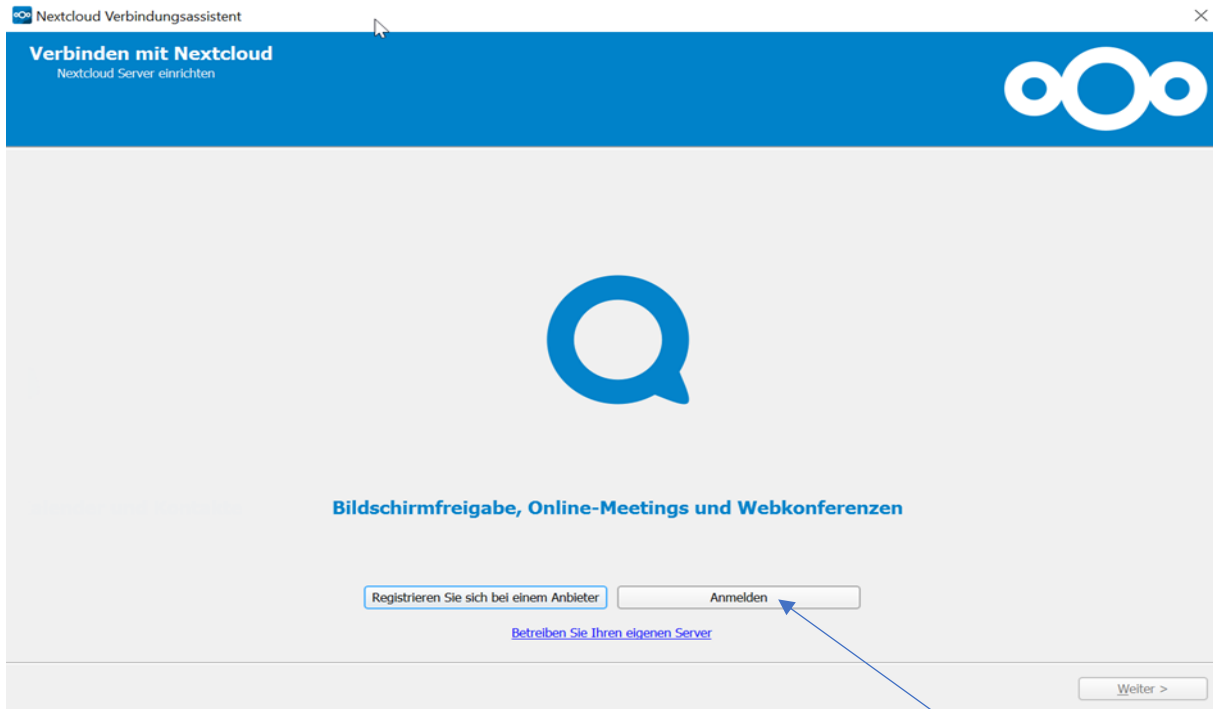 Nextcloud Verbindungsassistent
Verbinden mit Nextcloud
Nextcloud Server einrichten
Bildschirmfreigabe, Online-Meetings und Webkonferenzen
Registrieren Sie sich bei einem Anbieter
Anmelden
Betreiben Sie Ihren eigenen Server
Weiter >